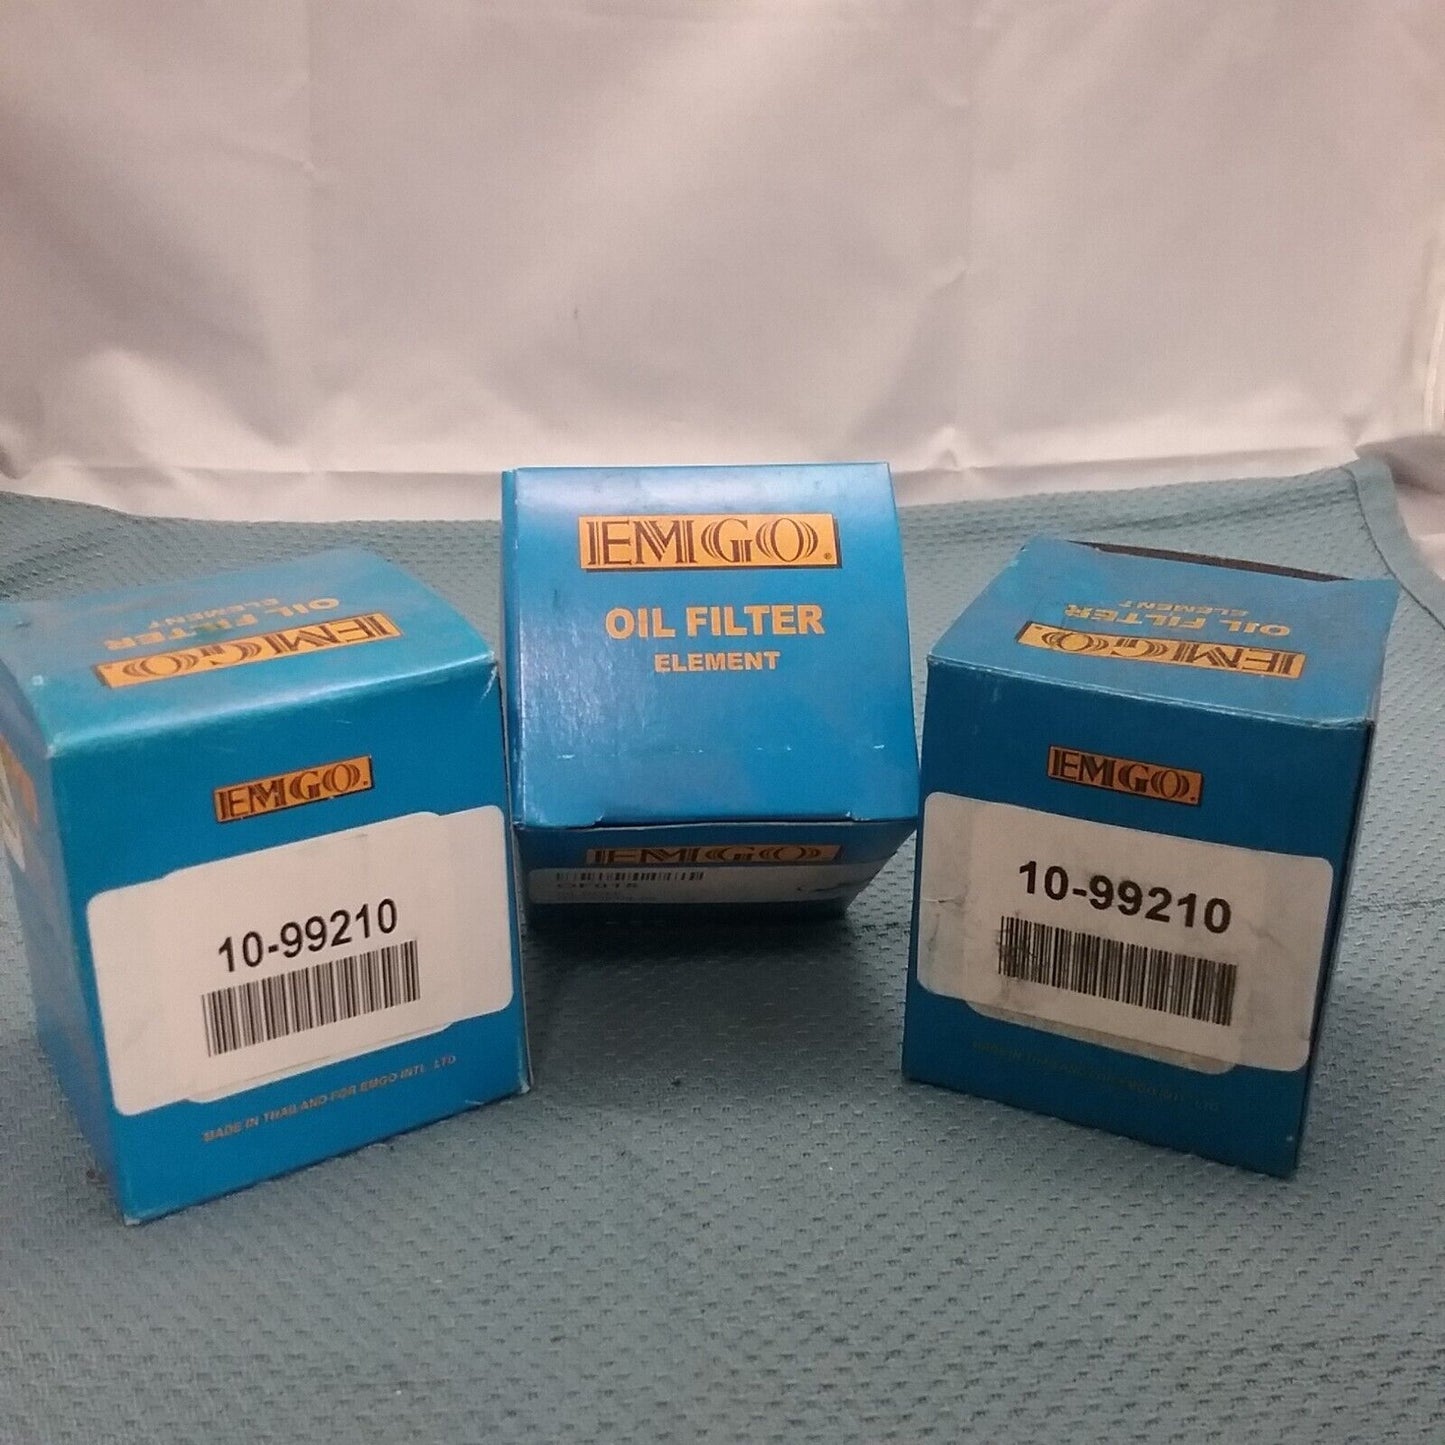 EMGO
OIL FILTER
ELEMENT
EMGO
OIL FILTER
ELEMENT
EMGO
EMGO
10-99210
MADE IN THAILAND FOR EMGO INTL. LTD
OIL FILTER
ELEMENT
EMGO
EMGO
10-99210